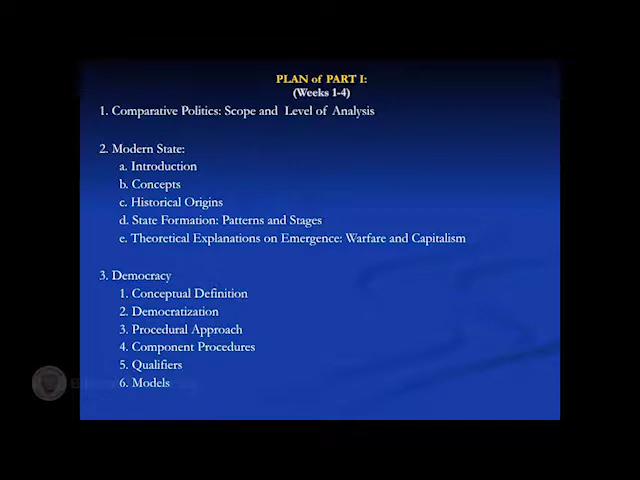 PLAN of PART I:
(Weeks 1-4)
1. Comparative Politics: Scope and Level of Analysis
2. Modern State:
a. Introduction
b. Concepts
c. Historical Origins
d. State Formation: Patterns and Stages
e. Theoretical Explanations on Emergence: Warfare and Capitalism
3. Democracy
1. Conceptual Definition
2. Democratization
3. Procedural Approach
4. Component Procedures
5. Qualifiers
6. Models